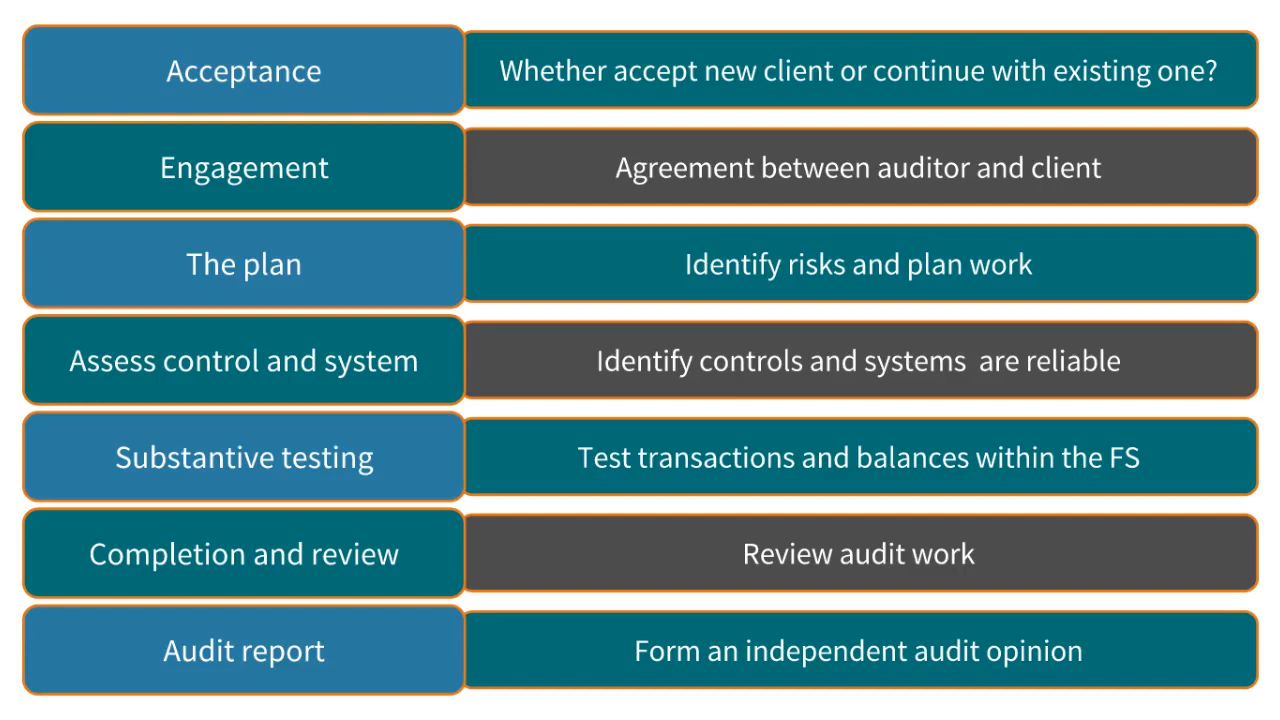 Acceptance
Whether accept new client or continue with existing one?
Engagement
Agreement between auditor and client
The plan
Identify risks and plan work
Assess control and system
Identify controls and systems  are reliable
Substantive testing
Test transactions and balances within the FS
Completion and review
Review audit work
Audit report
Form an independent audit opinion